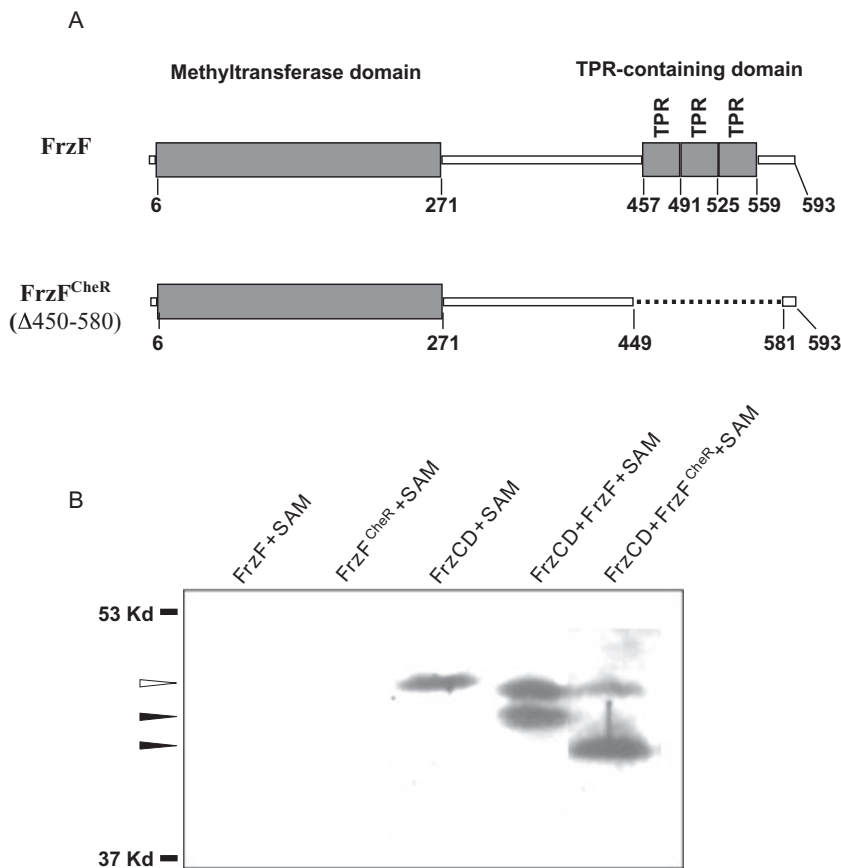 A
Methyltransferase domain
TPR-containing domain
TPR
TPR
TPR
FrzF
6
271
457
491
525
559
593
FrzF^CheR
(Δ450-580)
6
271
449
581
593
B
FrzF+SAM
FrzF^CheR+SAM
FrzCD+SAM
FrzCD+FrzF+SAM
FrzCD+FrzF^CheR+SAM
53 Kd
37 Kd